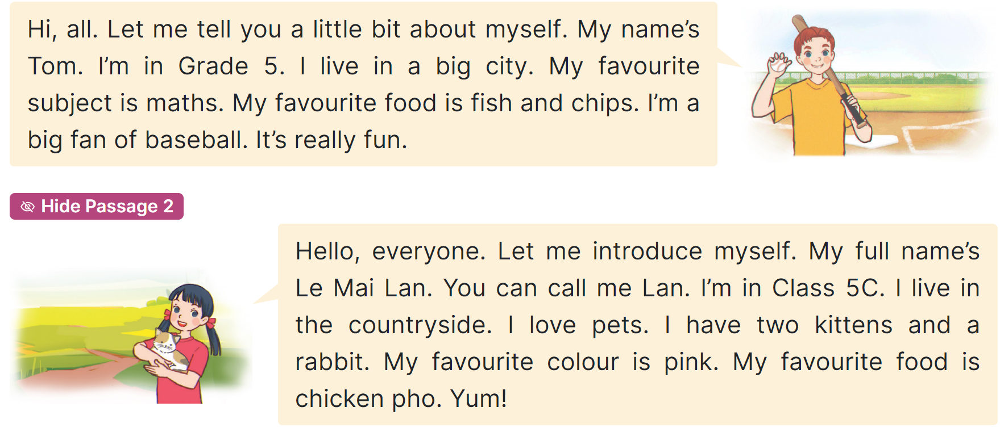 Hi, all. Let me tell you a little bit about myself. My name’s
Tom. I’m in Grade 5. I live in a big city. My favourite
subject is maths. My favourite food is fish and chips. I’m a
big fan of baseball. It’s really fun.
Hide Passage 2
Hello, everyone. Let me introduce myself. My full name’s
Le Mai Lan. You can call me Lan. I’m in Class 5C. I live in
the countryside. I love pets. I have two kittens and a
rabbit. My favourite colour is pink. My favourite food is
chicken pho. Yum!